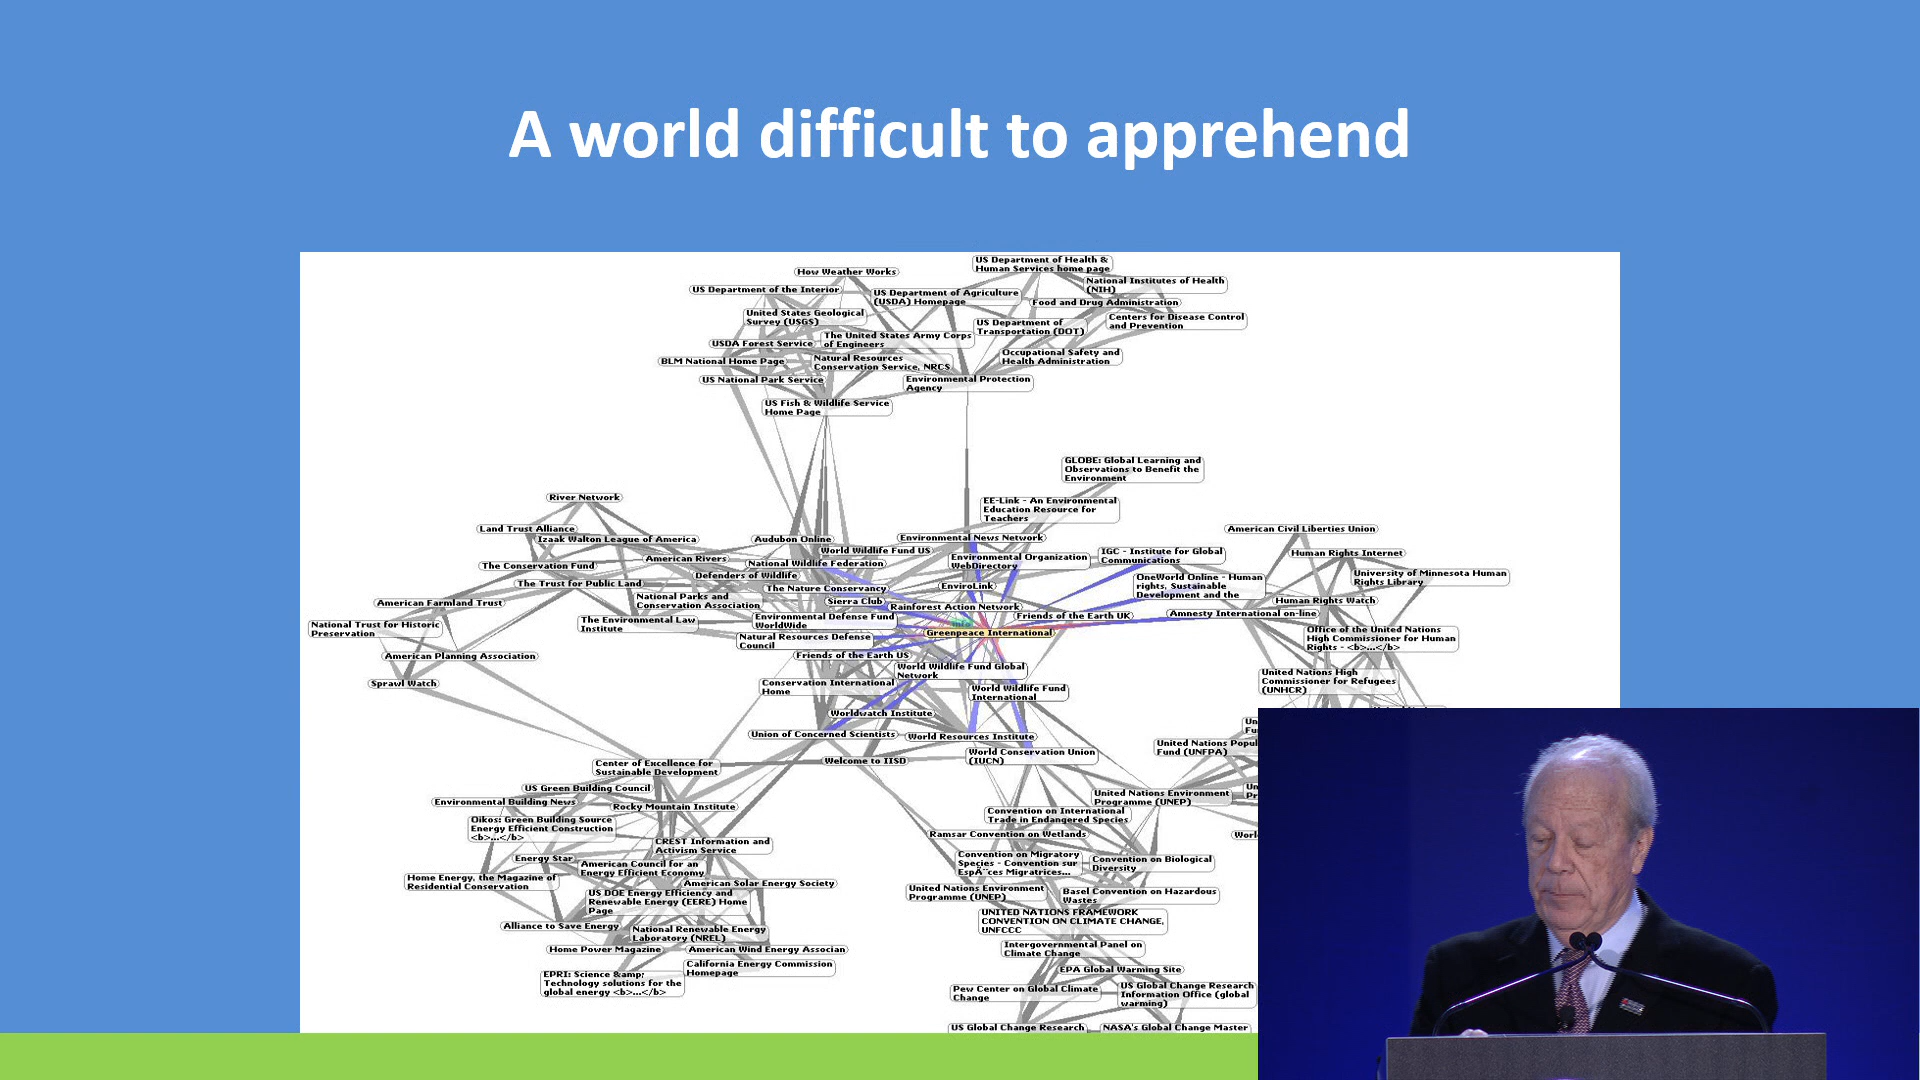 A world difficult to apprehend
How Weather Works
US Department of Health &
Human Services home page
US Department of the Interior
US Department of Agriculture
(USDA) Homepage
National Institutes of Health
(NIH)
Food and Drug Administration
United States Geological
Survey (USGS)
US Department of
Transportation (DOT)
Centers for Disease Control
and Prevention
USDA Forest Service
The United States Army Corps
of Engineers
BLM National Home Page
Natural Resources
Conservation Service, NRCS
Occupational Safety and
Health Administration
US National Park Service
Environmental Protection
Agency
US Fish & Wildlife Service
Home Page
GLOBE: Global Learning and
Observations to Benefit the
Environment
EE-Link - An Environmental
Education Resource for
Teachers
River Network
Land Trust Alliance
Izaak Walton League of America
American Rivers
The Conservation Fund
The Trust for Public Land
American Farmland Trust
National Trust for Historic
Preservation
American Planning Association
Sprawl Watch
National Parks and
Conservation Association
The Environmental Law
Institute
Audubon Online
World Wildlife Fund US
National Wildlife Federation
Defenders of Wildlife
The Nature Conservancy
Sierra Club
Environmental Defense Fund
WorldWide
Natural Resources Defense
Council
Friends of the Earth US
Environmental News Network
Environmental Organization
WebDirectory
EnviroLink
Rainforest Action Network
Friends of the Earth UK
Greenpeace International
IGC - Institute for Global
Communications
OneWorld Online - Human
rights, Sustainable
Development and the
Amnesty International on-line
American Civil Liberties Union
Human Rights Internet
University of Minnesota Human
Rights Library
Human Rights Watch
Office of the United Nations
High Commissioner for Human
Rights - <b>...</b>
United Nations High
Commissioner for Refugees
(UNHCR)
World Wildlife Fund Global
Network
Conservation International
Home
World Wildlife Fund
International
Worldwatch Institute
Union of Concerned Scientists
World Resources Institute
World Conservation Union
(IUCN)
Welcome to IISD
United Nations Popul
Fund (UNFPA)
Center of Excellence for
Sustainable Development
US Green Building Council
Environmental Building News
Rocky Mountain Institute
Oikos: Green Building Source
Energy Efficient Construction
<b>...</b>
CREST Information and
Activism Service
Energy Star
American Council for an
Energy Efficient Economy
Home Energy, the Magazine of
Residential Conservation
American Solar Energy Society
US DOE Energy Efficiency and
Renewable Energy (EERE) Home
Page
Alliance to Save Energy
National Renewable Energy
Laboratory (NREL)
Home Power Magazine
American Wind Energy Associan
California Energy Commission
Homepage
EPRI: Science &amp;
Technology solutions for the
global energy <b>...</b>
United Nations Environment
Programme (UNEP)
Convention on International
Trade in Endangered Species
Ramsar Convention on Wetlands
Convention on Migratory
Species - Convention sur
EspÃ¨ces Migratrices...
Convention on Biological
Diversity
United Nations Environment
Programme (UNEP)
Basel Convention on Hazardous
Wastes
UNITED NATIONS FRAMEWORK
CONVENTION ON CLIMATE CHANGE,
UNFCCC
Intergovernmental Panel on
Climate Change
EPA Global Warming Site
Pew Center on Global Climate
Change
US Global Change Research
Information Office (global
warming)
US Global Change Research
NASA's Global Change Master